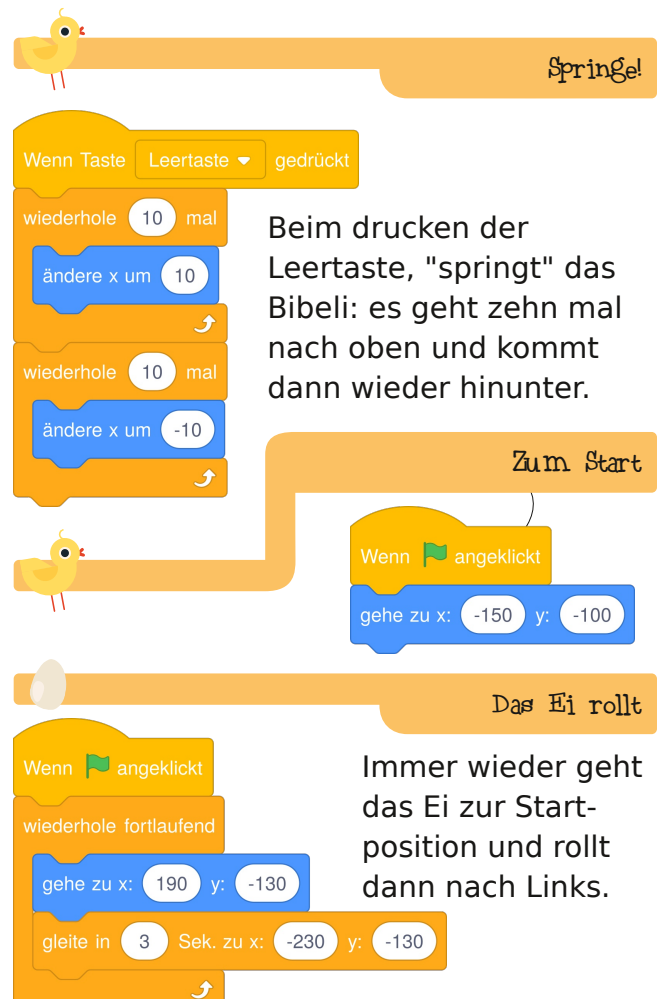 Springe!
Wenn Taste Leertaste gedrückt
wiederhole 10 mal
ändere x um 10
wiederhole 10 mal
ändere x um -10
Beim drucken der
Leertaste, "springt" das
Bibeli: es geht zehn mal
nach oben und kommt
dann wieder hinunter.
Zum Start
Wenn angeklickt
gehe zu x: -150 y: -100
Das Ei rollt
Wenn angeklickt
wiederhole fortlaufend
gehe zu x: 190 y: -130
gleite in 3 Sek. zu x: -230 y: -130
Immer wieder geht
das Ei zur Start-
position und rollt
dann nach Links.